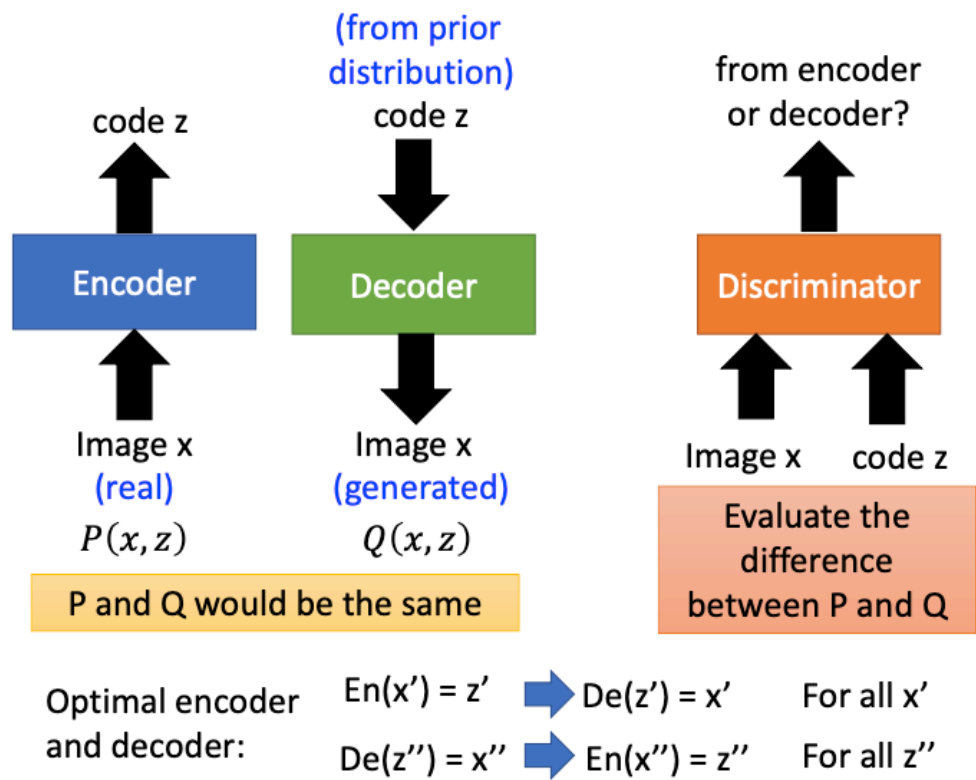 code z
Encoder
Image x
(real)
P(x, z)
(from prior
distribution)
code z
Decoder
Image x
(generated)
Q(x, z)
P and Q would be the same
from encoder
or decoder?
Discriminator
Image x code z
Evaluate the
difference
between P and Q
Optimal encoder
and decoder:
En(x’) = z’ De(z’) = x’ For all x’
De(z’’) = x’’ En(x’’) = z’’ For all z’’